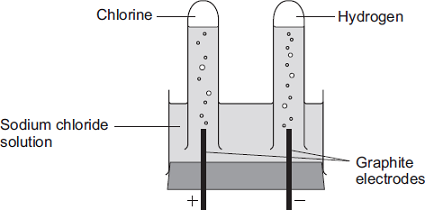 Chlorine
Hydrogen
Sodium chloride
solution
Graphite
electrodes
+
−